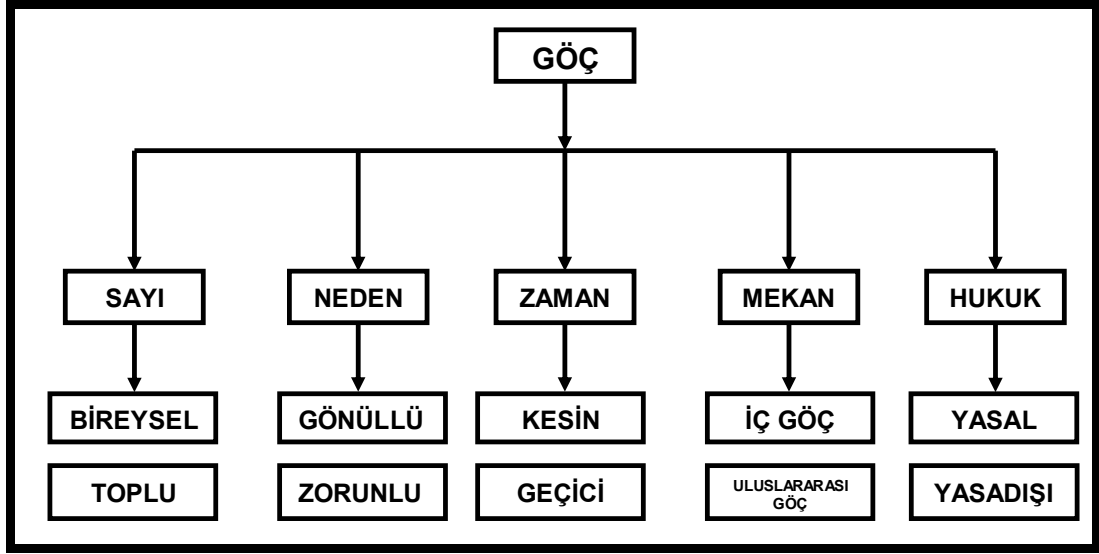 GÖÇ
SAYI
NEDEN
ZAMAN
MEKAN
HUKUK
BİREYSEL
GÖNÜLLÜ
KESİN
İÇ GÖÇ
YASAL
TOPLU
ZORUNLU
GEÇİCİ
ULUSLARARASI
GÖÇ
YASADIŞI